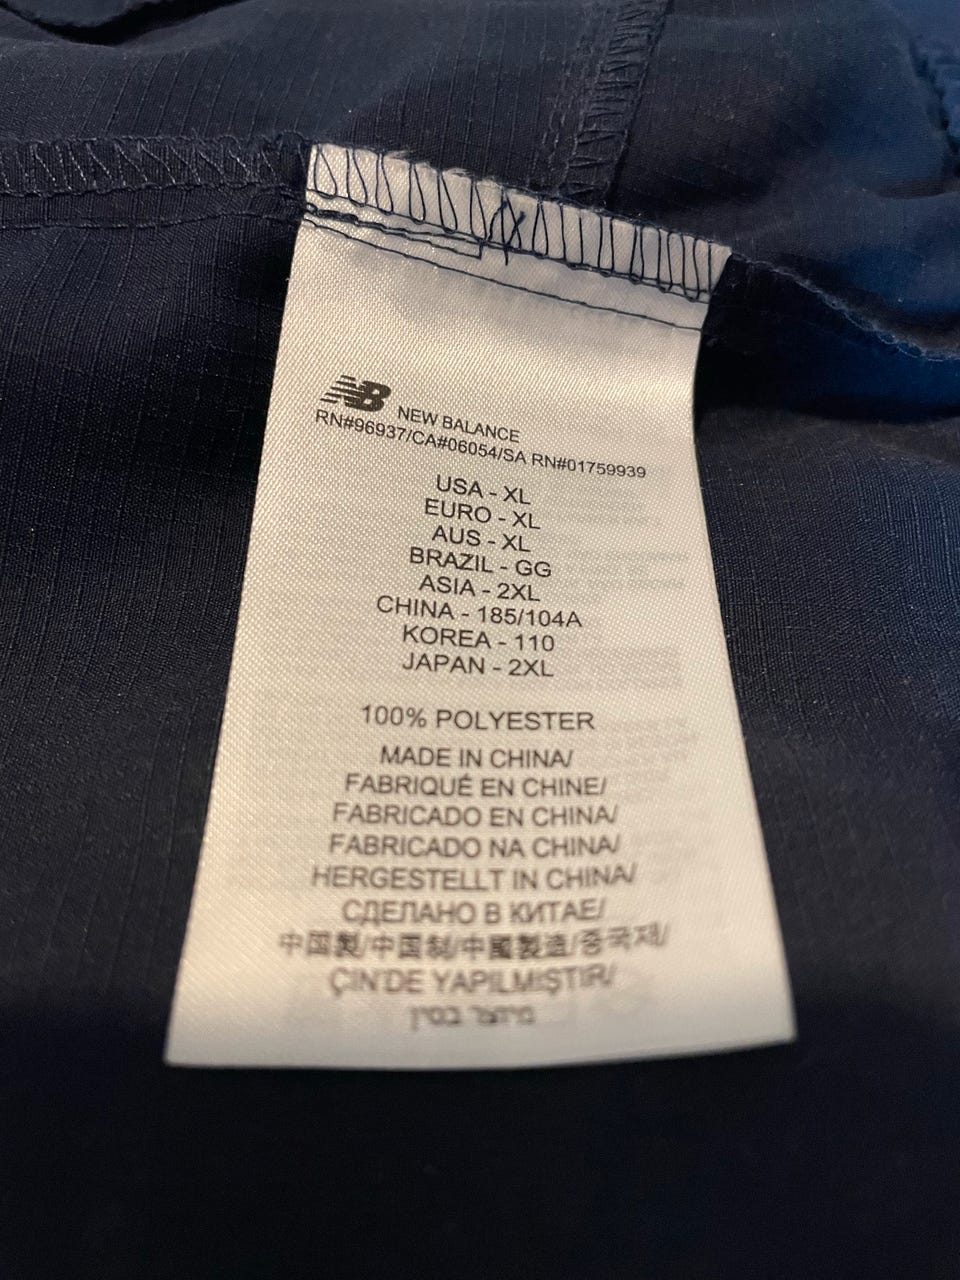 NB NEW BALANCE
RN#96937/CA#06054/SA RN#01759939
USA - XL
EURO - XL
AUS - XL
BRAZIL - GG
ASIA - 2XL
CHINA - 185/104A
KOREA - 110
JAPAN - 2XL
100% POLYESTER
MADE IN CHINA/
FABRIQUÉ EN CHINE/
FABRICADO EN CHINA/
FABRICADO NA CHINA/
HERGESTELLT IN CHINA/
СДЕЛАНО В КИТАЕ/
中国製/中国制/中國製造/중국제/
ÇIN'DE YAPILMIŞTIR/
מיוצר בסין